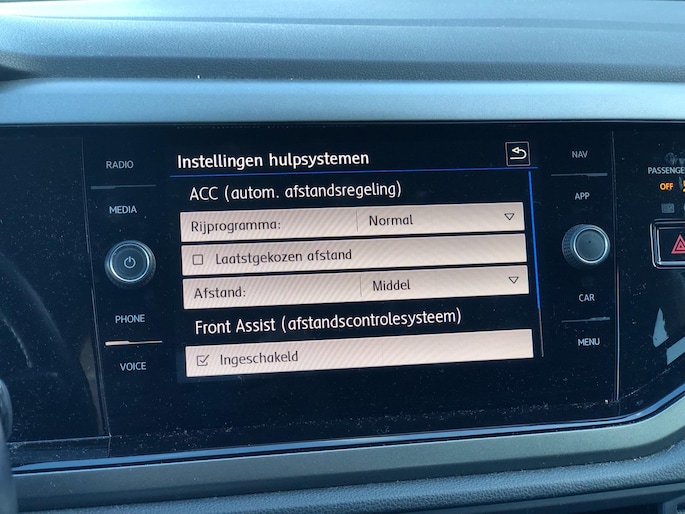 Instellingen hulpsystemen
ACC (autom. afstandsregeling)
Rijprogramma: Normal
Laatstgekozen afstand
Afstand: Middel
Front Assist (afstandscontrolesysteem)
Ingeschakeld
RADIO
MEDIA
PHONE
VOICE
NAV
APP
CAR
MENU
PASSENGE
OFF